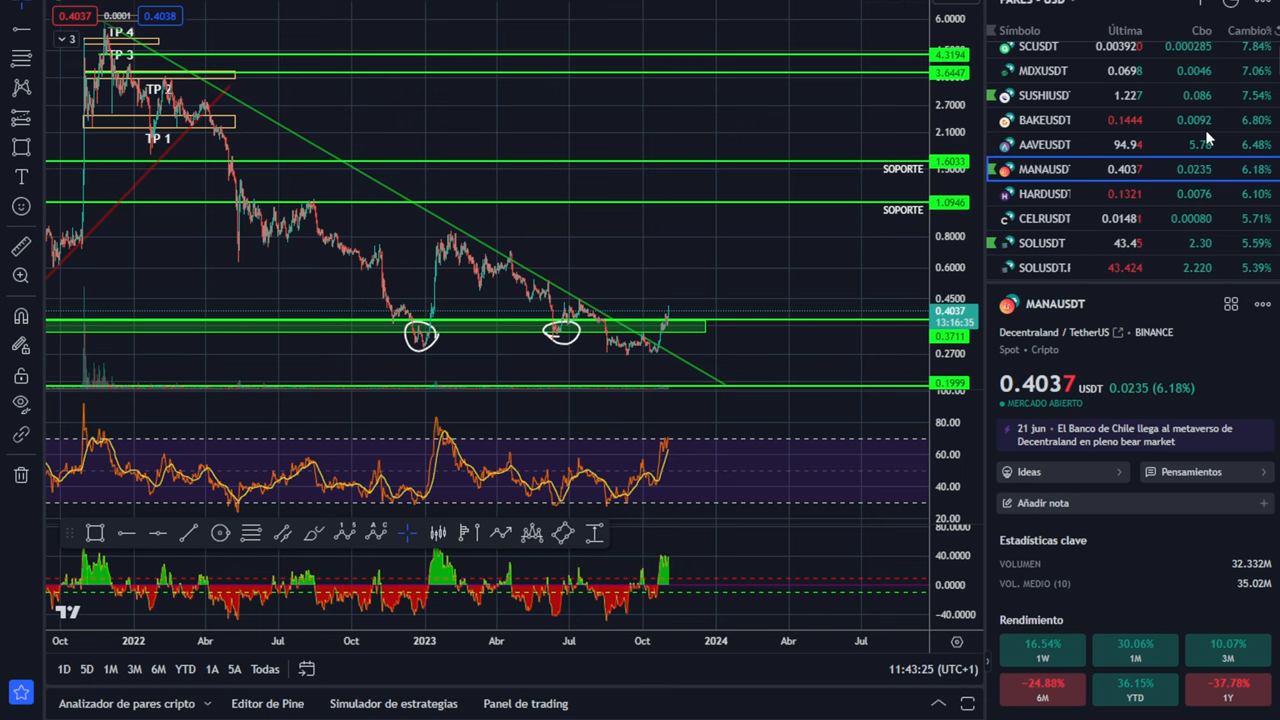 0.4037 0.0001 0.4038
3
TP 4
TP 3
TP 2
TP 1
SOPORTE
SOPORTE
6.0000
4.3194
3.6447
2.7000
2.1000
1.6033
1.0946
0.8000
0.6000
0.4500
0.4037
13:16:35
0.3711
0.2700
0.1999
100.00
80.00
60.00
40.00
20.00
80.0000
40.0000
0.0000
-40.0000
Oct 2022 Abr Jul Oct 2023 Abr Jul Oct 2024 Abr Jul
1D 5D 1M 3M 6M YTD 1A 5A Todas
11:43:25 (UTC+1)
Analizador de pares cripto Editor de Pine Simulador de estrategias Panel de trading
Símbolo Última Cbo Cambio%
SCUSDT 0.003920 0.000285 7.84%
MDXUSDT 0.0698 0.0046 7.06%
SUSHIUSDT 1.227 0.086 7.54%
BAKEUSDT 0.1444 0.0092 6.80%
AAVEUSDT 94.94 5.78 6.48%
MANAUSDT 0.4037 0.0235 6.18%
HARDUSDT 0.1321 0.0076 6.10%
CELRUSDT 0.01481 0.00080 5.71%
SOLUSDT 43.45 2.30 5.59%
SOLUSDT.F 43.424 2.220 5.39%
MANAUSDT
Decentraland / TetherUS BINANCE
Spot • Cripto
0.4037 USDT 0.0235 (6.18%)
MERCADO ABIERTO
21 jun • El Banco de Chile llega al metaverso de
Decentraland en pleno bear market
Ideas
Pensamientos
Añadir nota
Estadísticas clave
VOLUMEN 32.332M
VOL. MEDIO (10) 35.02M
Rendimiento
16.54% 30.06% 10.07%
1W 1M 3M
−24.88% 36.15% −37.78%
6M YTD 1Y